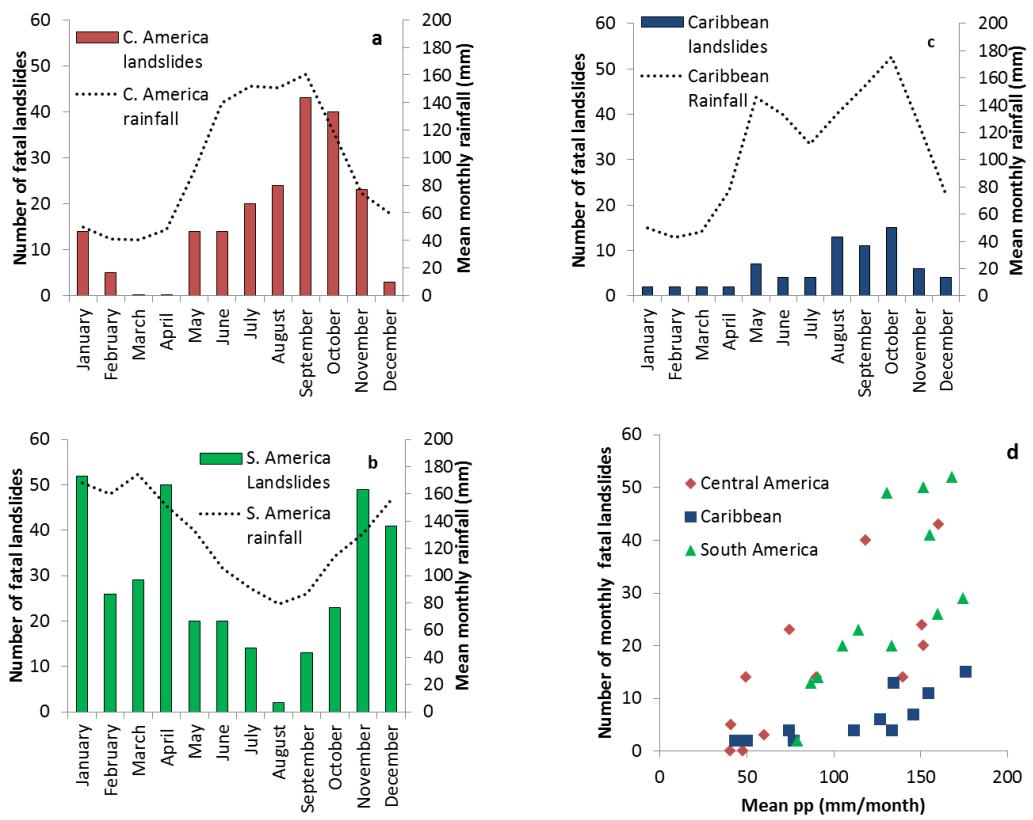 a
C. America
landslides
C. America
rainfall
Number of fatal landslides
Mean monthly rainfall (mm)
60
50
40
30
20
10
0
200
180
160
140
120
100
80
60
40
20
0
January
February
March
April
May
June
July
August
September
October
November
December
c
Caribbean
landslides
Caribbean
Rainfall
Number of fatal landslides
Mean monthly rainfall (mm)
60
50
40
30
20
10
0
200
180
160
140
120
100
80
60
40
20
0
January
February
March
April
May
June
July
August
September
October
November
December
b
S. America
Landslides
S. America
rainfall
Number of fatal landslides
Mean monthly rainfall (mm)
60
50
40
30
20
10
0
200
180
160
140
120
100
80
60
40
20
0
January
February
March
April
May
June
July
August
September
October
November
December
d
Central America
Caribbean
South America
Number of monthly fatal landslides
60
50
40
30
20
10
0
0
50
100
150
200
Mean pp (mm/month)